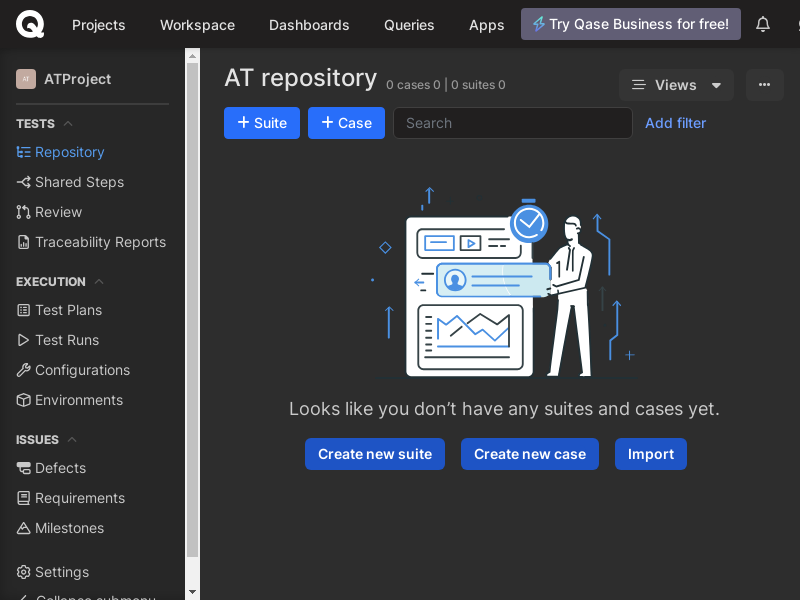 Projects
Workspace
Dashboards
Queries
Apps
Try Qase Business for free!
AT
ATProject
TESTS
Repository
Shared Steps
Review
Traceability Reports
EXECUTION
Test Plans
Test Runs
Configurations
Environments
ISSUES
Defects
Requirements
Milestones
Settings
Collapse submenu
AT repository
0 cases 0 | 0 suites 0
Views
+ Suite
+ Case
Search
Add filter
Looks like you don’t have any suites and cases yet.
Create new suite
Create new case
Import